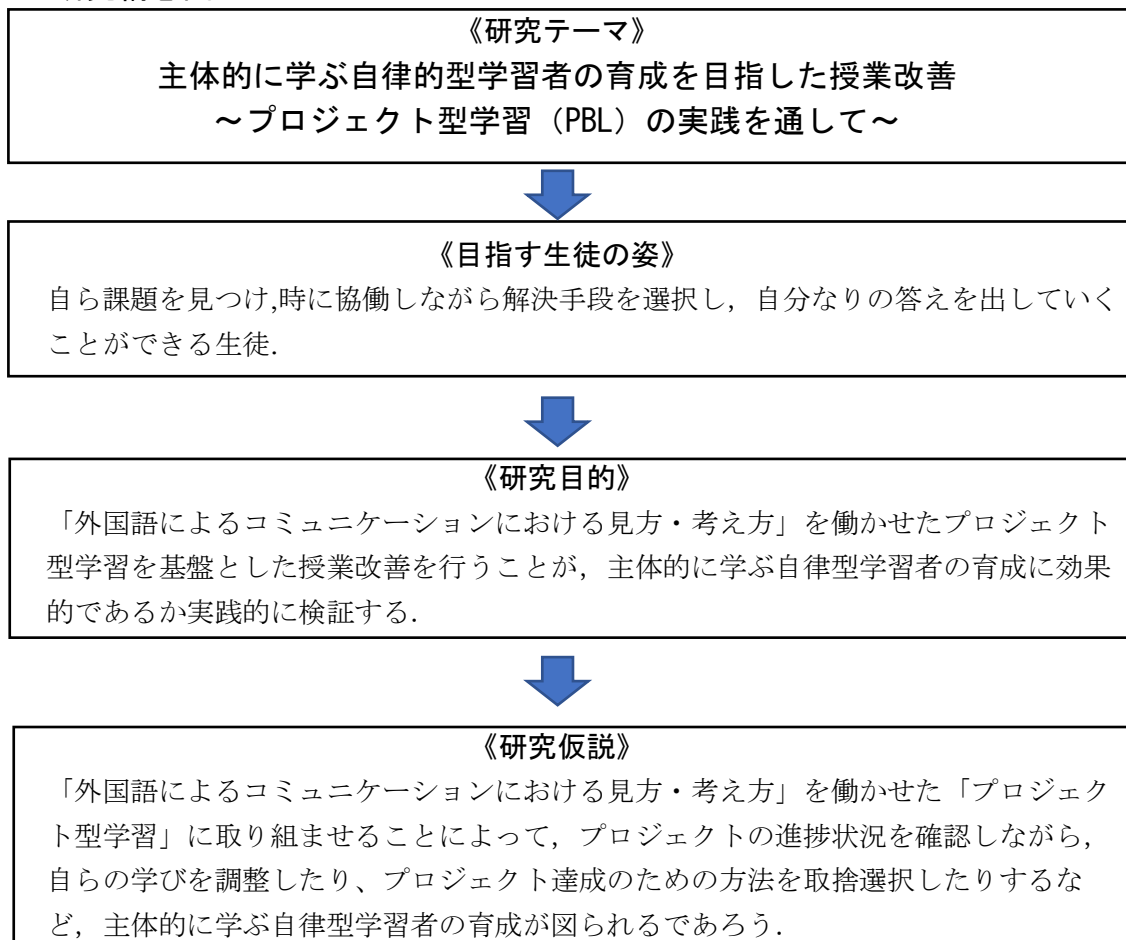 《研究テーマ》
主体的に学ぶ自律的型学習者の育成を目指した授業改善
~プロジェクト型学習(PBL)の実践を通して~
《目指す生徒の姿》
自ら課題を見つけ,時に協働しながら解決手段を選択し,自分なりの答えを出していく
ことができる生徒.
《研究目的》
「外国語によるコミュニケーションにおける見方・考え方」を働かせたプロジェクト
型学習を基盤とした授業改善を行うことが,主体的に学ぶ自律型学習者の育成に効果
的であるか実践的に検証する.
《研究仮説》
「外国語によるコミュニケーションにおける見方・考え方」を働かせた「プロジェク
ト型学習」に取り組ませることによって,プロジェクトの進捗状況を確認しながら,
自らの学びを調整したり、プロジェクト達成のための方法を取捨選択したりするな
ど,主体的に学ぶ自律型学習者の育成が図られるであろう.